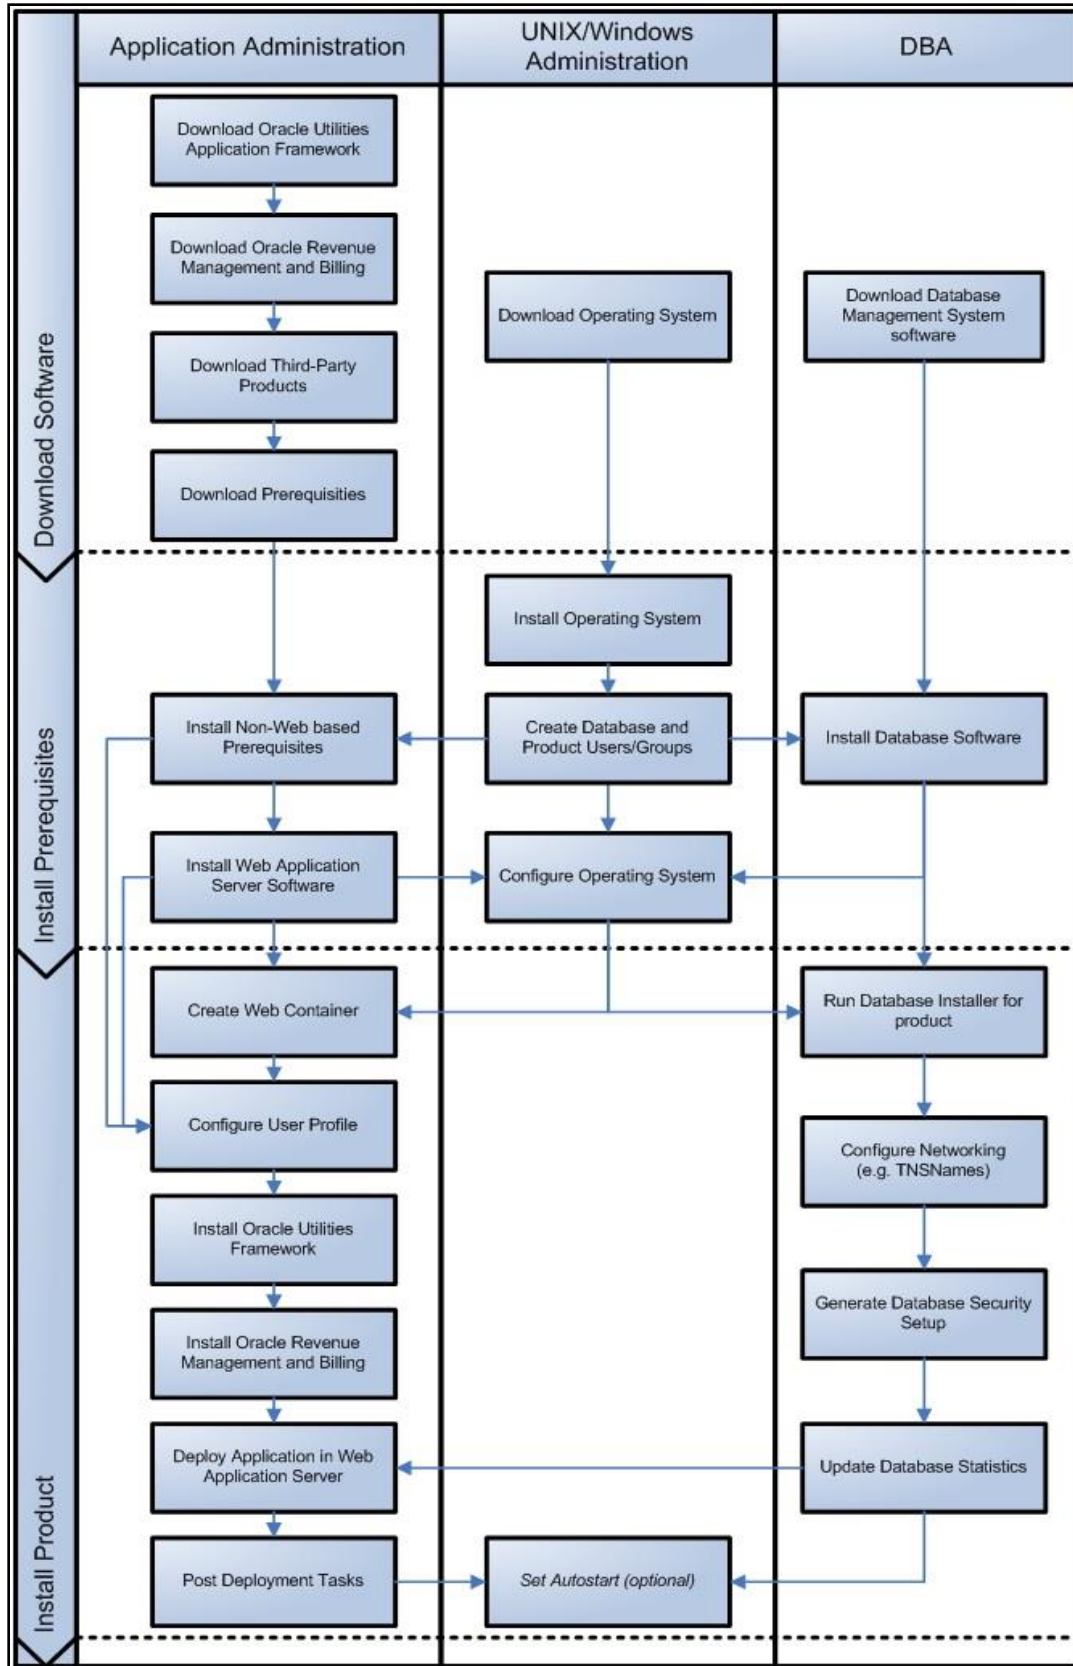 Application Administration
UNIX/Windows
Administration
DBA
Download Software
Download Oracle Utilities
Application Framework
Download Oracle Revenue
Management and Billing
Download Third-Party
Products
Download Prerequisities
Download Operating System
Download Database
Management System
software
Install Prerequisites
Install Operating System
Install Non-Web based
Prerequisites
Create Database and
Product Users/Groups
Install Database Software
Install Web Application
Server Software
Configure Operating System
Install Product
Create Web Container
Run Database Installer for
product
Configure User Profile
Configure Networking
(e.g. TNSNames)
Install Oracle Utilities
Framework
Generate Database Security
Setup
Install Oracle Revenue
Management and Billing
Deploy Application in Web
Application Server
Update Database Statistics
Post Deployment Tasks
Set Autostart (optional)